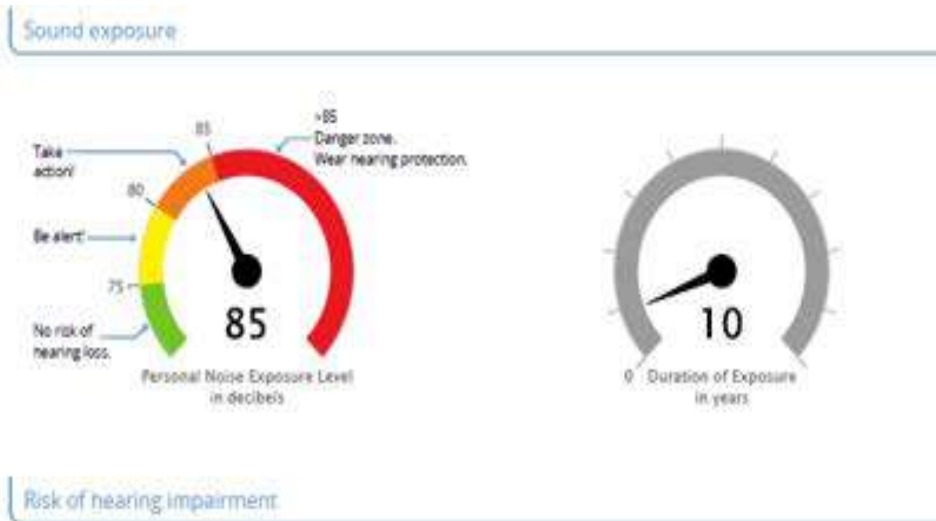 Sound exposure
85
>85
Danger zone.
Wear hearing protection.
Take
action!
80
Be alert!
75
No risk of
hearing loss.
85
Personal Noise Exposure Level
in decibels
10
0 Duration of Exposure
in years
Risk of hearing impairment